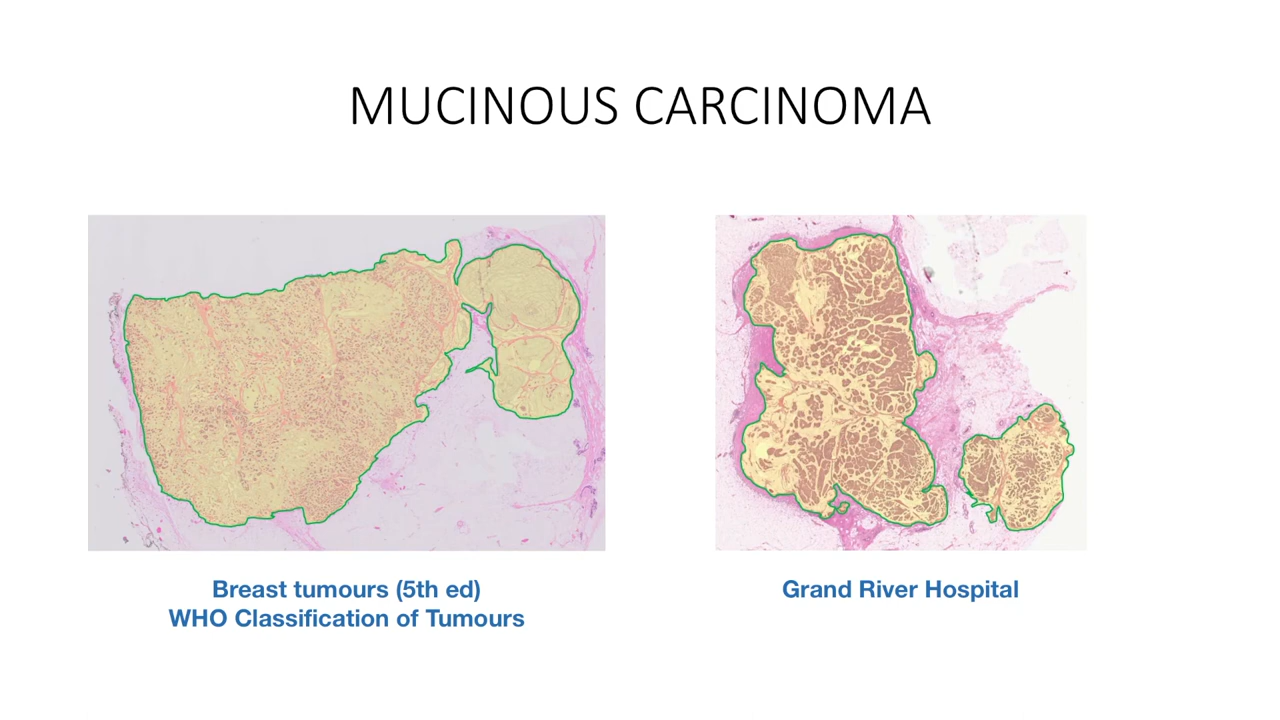 MUCINOUS CARCINOMA
Breast tumours (5th ed)
WHO Classification of Tumours
Grand River Hospital